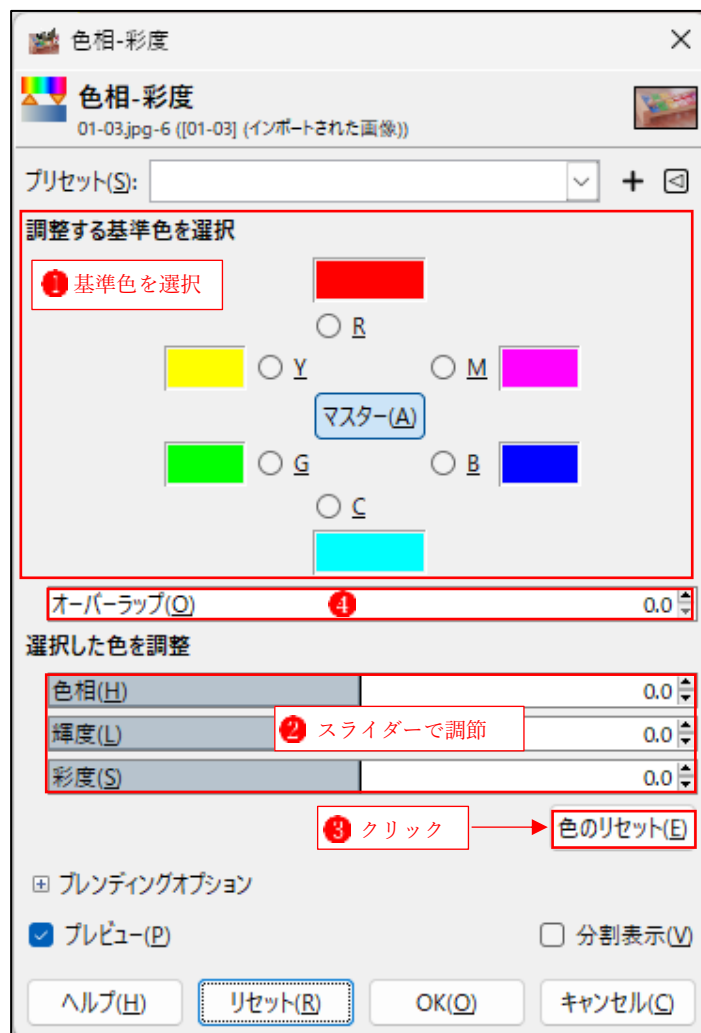 色相-彩度
色相-彩度
01-03.jpg-6 ([01-03] (インポートされた画像))
プリセット(S):
調整する基準色を選択
❶ 基準色を選択
R
Y
M
マスター(A)
G
B
C
オーバーラップ(O) ❹ 0.0
選択した色を調整
色相(H) 0.0
輝度(L) 0.0
❷ スライダーで調節
彩度(S) 0.0
❸ クリック
色のリセット(E)
ブレンディングオプション
プレビュー(P)
分割表示(V)
ヘルプ(H)
リセット(R)
OK(O)
キャンセル(C)